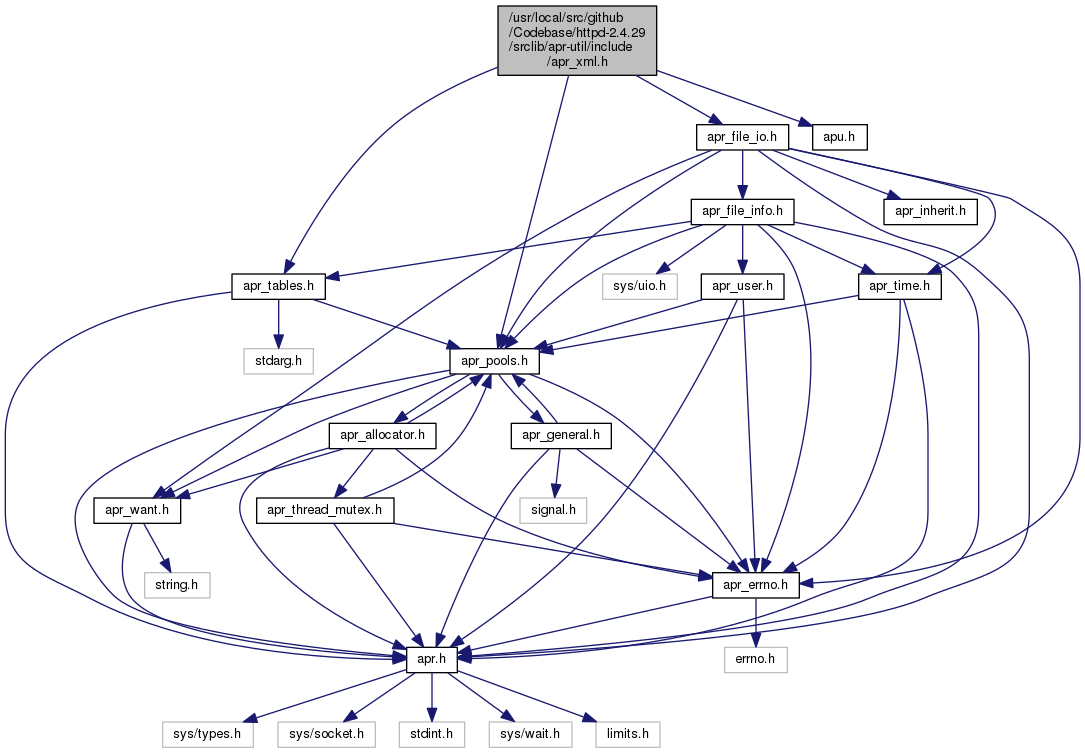 /usr/local/src/github
/Codebase/httpd-2.4.29
/srclib/apr-util/include
/apr_xml.h
apr_file_io.h
apu.h
apr_file_info.h
apr_inherit.h
apr_tables.h
sys/uio.h
apr_user.h
apr_time.h
stdarg.h
apr_pools.h
apr_allocator.h
apr_general.h
apr_want.h
apr_thread_mutex.h
signal.h
string.h
apr_errno.h
apr.h
errno.h
sys/types.h
sys/socket.h
stdint.h
sys/wait.h
limits.h